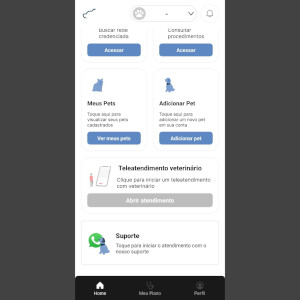 Buscar rede
credenciada
Consultar
procedimentos
Acessar
Acessar
Meus Pets
Toque aqui para
visualizar seus pets
cadastrados
Ver meus pets
Adicionar Pet
Toque aqui para
adicionar um novo pet
em sua conta
Adicionar pet
Teleatendimento veterinário
Clique para iniciar um teleatendimento
com veterinário
Abrir atendimento
Suporte
Toque para iniciar o atendimento com o
nosso suporte
Home
Meu Plano
Perfil